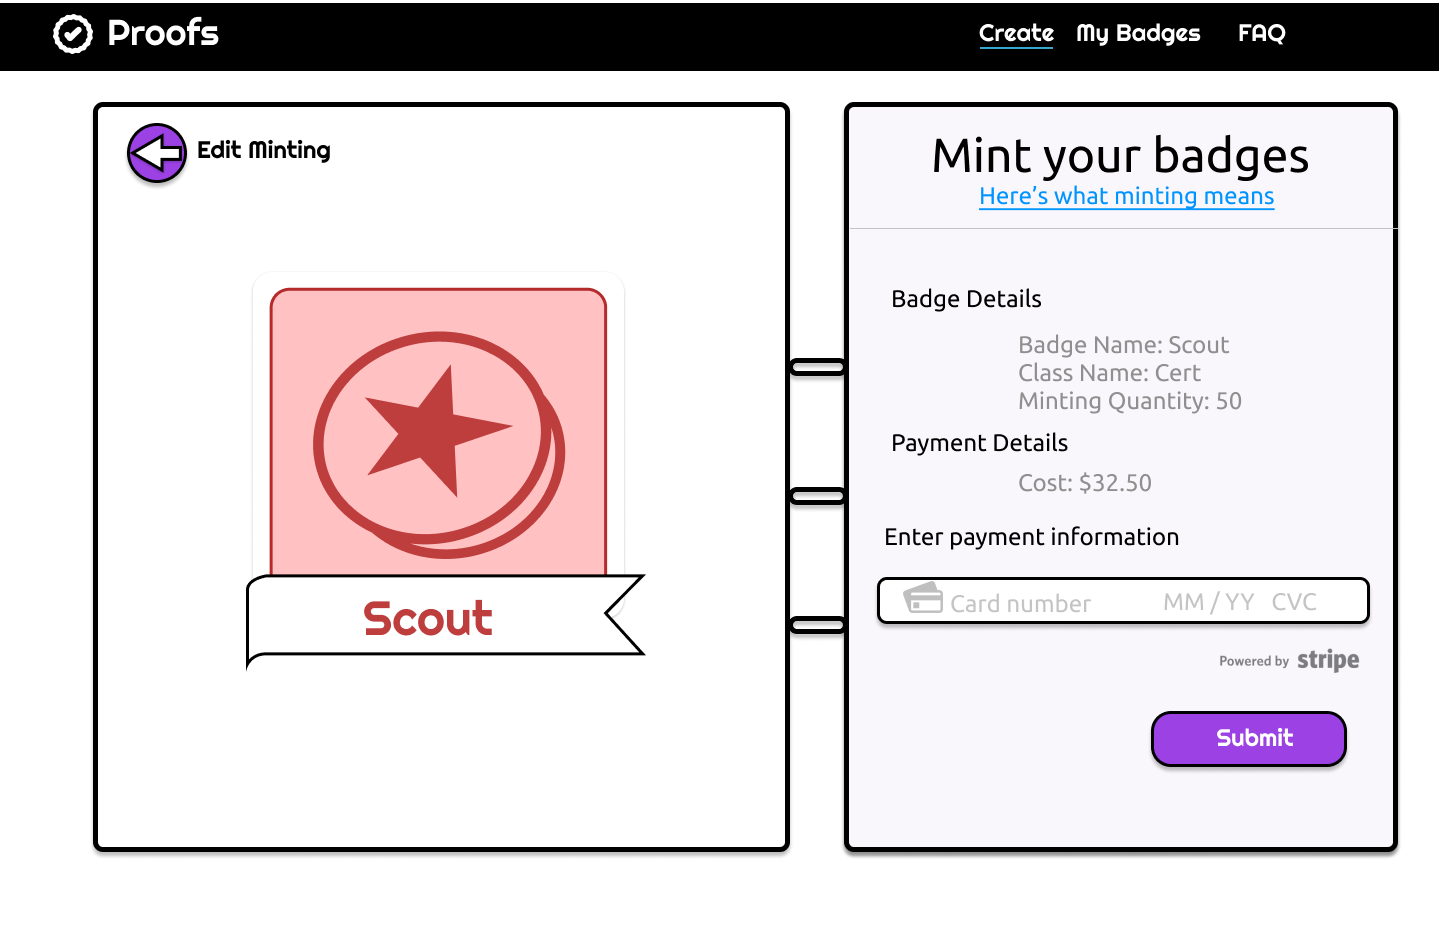 Proofs
Create My Badges FAQ
Edit Minting
Scout
Mint your badges
Here's what minting means
Badge Details
Badge Name: Scout
Class Name: Cert
Minting Quantity: 50
Payment Details
Cost: $32.50
Enter payment information
Card number MM / YY CVC
Powered by stripe
Submit